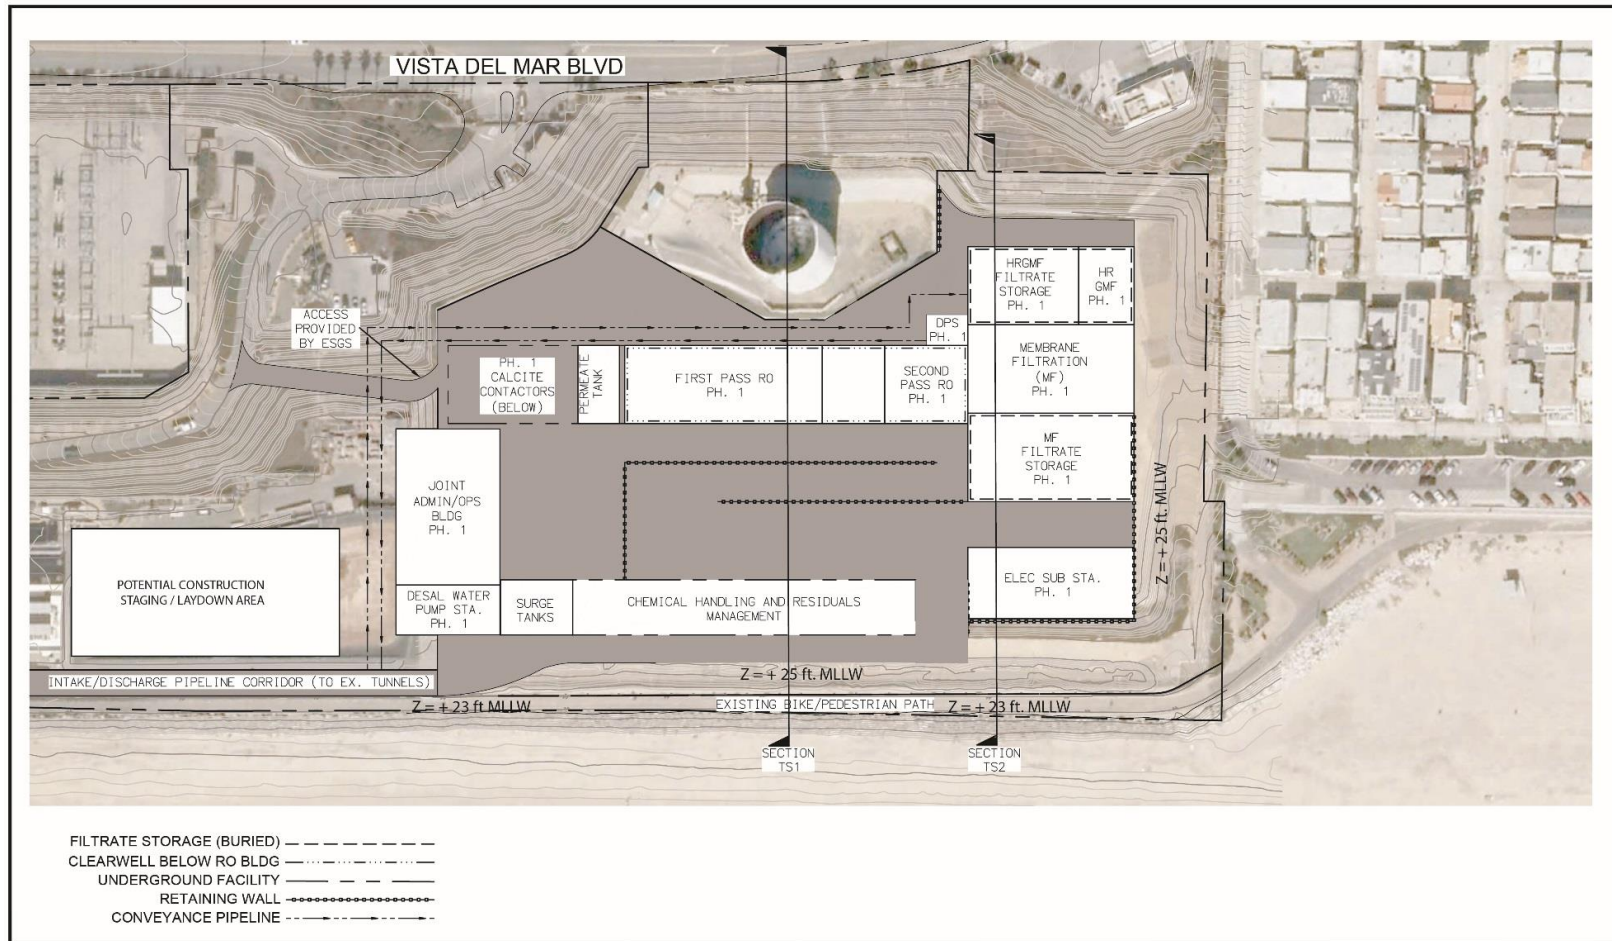 VISTA DEL MAR BLVD
ACCESS
PROVIDED
BY ESGS
HRGMF
FILTRATE
STORAGE
PH. 1
HR
GMF
PH. 1
DPS
PH. 1
PH. 1
CALCITE
CONTACTORS
(BELOW)
PERMEATE
TANK
FIRST PASS RO
PH. 1
SECOND
PASS RO
PH. 1
MEMBRANE
FILTRATION
(MF)
PH. 1
MF
FILTRATE
STORAGE
PH. 1
JOINT
ADMIN/OPS
BLDG
PH. 1
Z = + 25 ft. MLLW
POTENTIAL CONSTRUCTION
STAGING / LAYDOWN AREA
DESAL WATER
PUMP STA.
PH. 1
SURGE
TANKS
CHEMICAL HANDLING AND RESIDUALS
MANAGEMENT
ELEC SUB STA.
PH. 1
INTAKE/DISCHARGE PIPELINE CORRIDOR (TO EX. TUNNELS)
Z = + 25 ft. MLLW
Z = + 23 ft MLLW
EXISTING BIKE/PEDESTRIAN PATH
Z = + 23 ft. MLLW
SECTION
TS1
SECTION
TS2
FILTRATE STORAGE (BURIED)
CLEARWELL BELOW RO BLDG
UNDERGROUND FACILITY
RETAINING WALL
CONVEYANCE PIPELINE